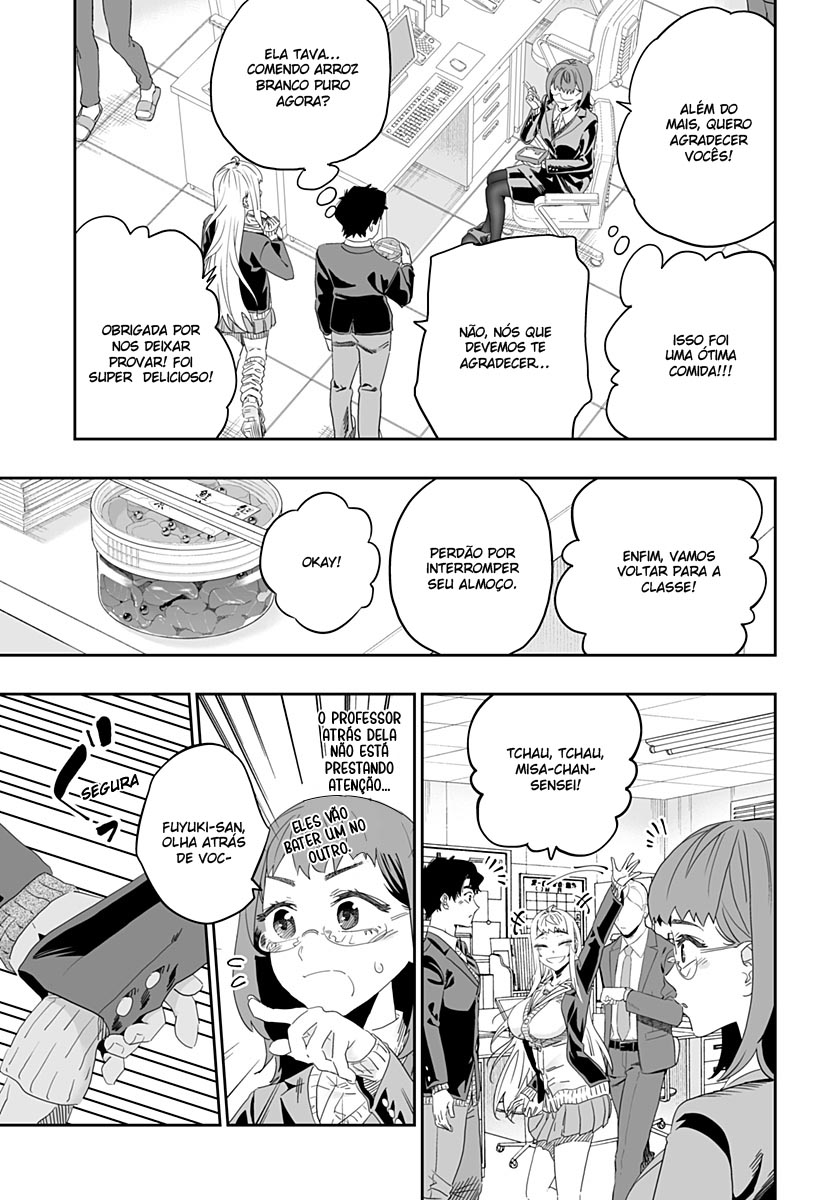 ALÉM DO
MAIS, QUERO
AGRADECER
VOCÊS!
ELA TAVA...
COMENDO ARROZ
BRANCO PURO
AGORA?
ISSO FOI
UMA ÓTIMA
COMIDA!!!
NÃO, NÓS QUE
DEVEMOS TE
AGRADECER...
OBRIGADA POR
NOS DEIXAR
PROVAR! FOI
SUPER DELICIOSO!
ENFIM, VAMOS
VOLTAR PARA A
CLASSE!
PERDÃO POR
INTERROMPER
SEU ALMOÇO.
OKAY!
TCHAU, TCHAU,
MISA-CHAN-
SENSEI!
O PROFESSOR
ATRÁS DELA
NÃO ESTÁ
PRESTANDO
ATENÇÃO...
ELES VÃO
BATER UM NO
OUTRO.
FUYUKI-SAN,
OLHA ATRÁS
DE VOC-
SEGURA
ぐっ